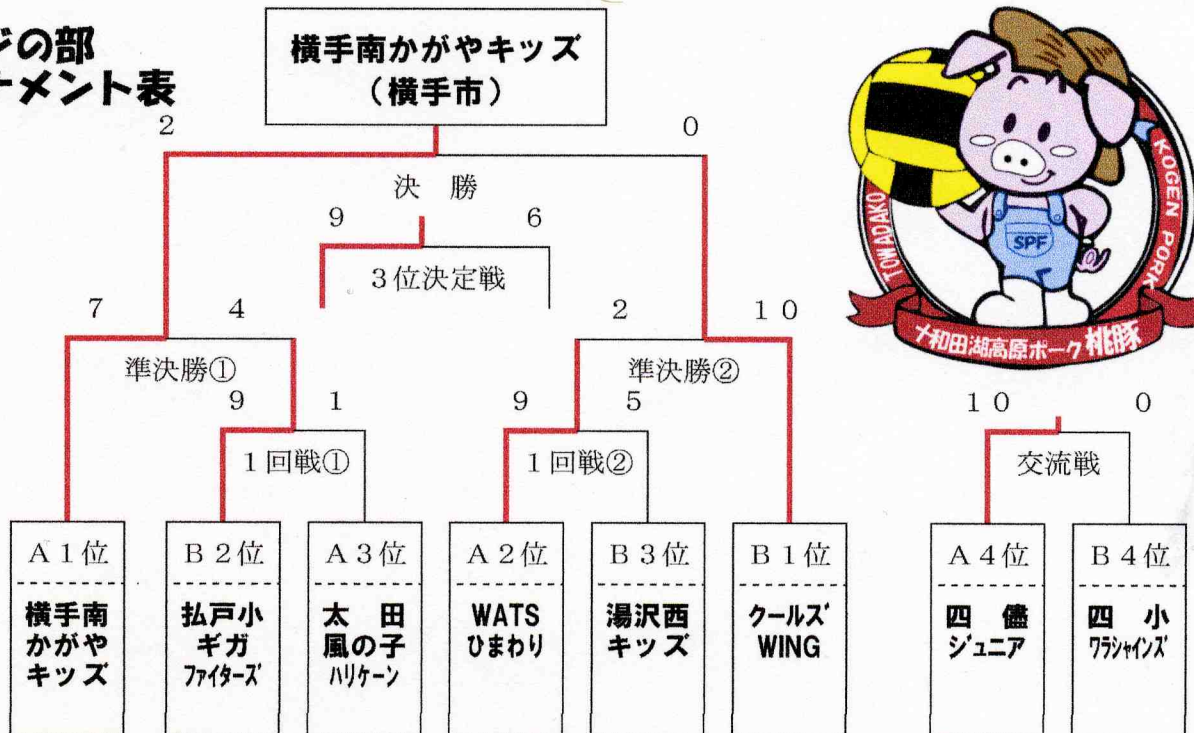 ジの部
ナメント表
横手南かがやキッズ
（横手市）
2 0
決 勝
9 6
3位決定戦
7 4 2 10
準決勝① 準決勝②
9 1 9 5 10 0
1回戦① 1回戦② 交流戦
A1位 B2位 A3位 A2位 B3位 B1位 A4位 B4位
横手南 払戸小 太 田 WATS 湯沢西 クールズ 四 儘 四 小
かがや ギガ 風の子 ひまわり キッズ WING ジュニア ワラシャインズ
キッズ ファイターズ ハリケーン
TOWADAKO KOGEN PORK
SPF
十和田湖高原ポーク 桃豚